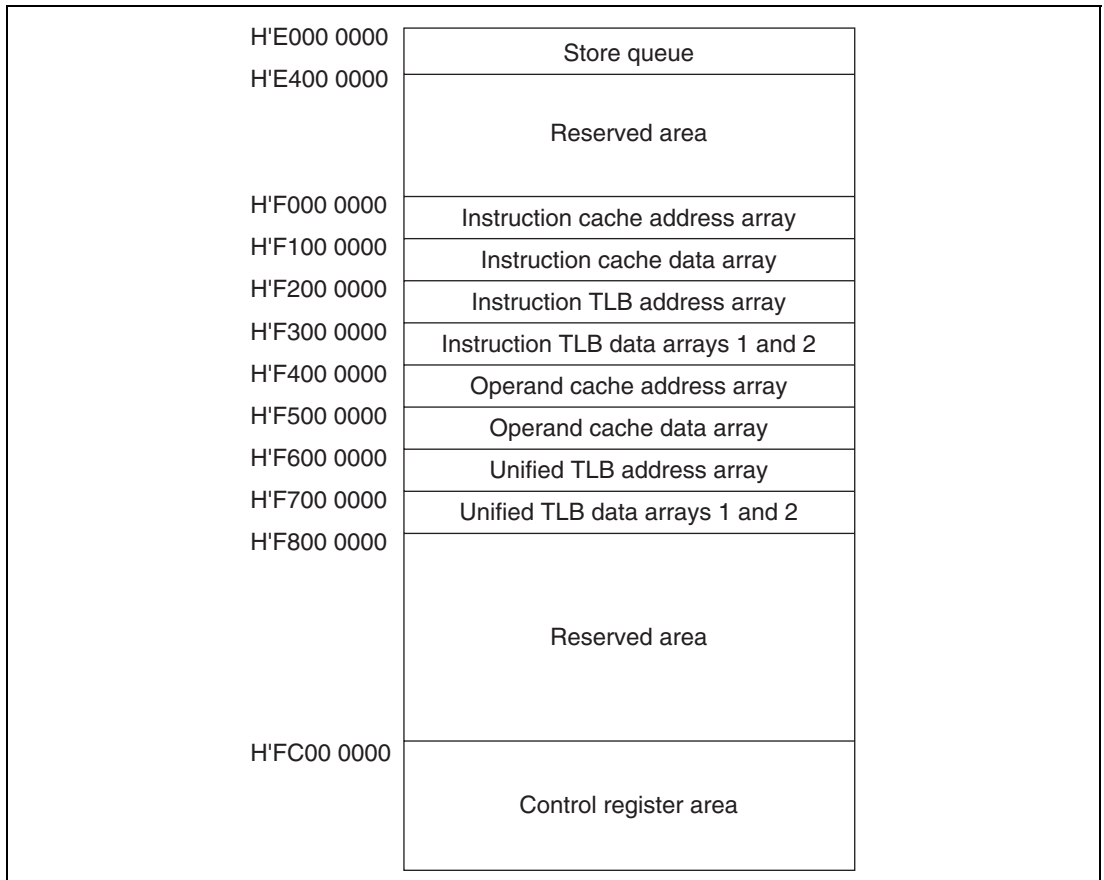 H'E000 0000
Store queue
H'E400 0000
Reserved area
H'F000 0000
Instruction cache address array
H'F100 0000
Instruction cache data array
H'F200 0000
Instruction TLB address array
H'F300 0000
Instruction TLB data arrays 1 and 2
H'F400 0000
Operand cache address array
H'F500 0000
Operand cache data array
H'F600 0000
Unified TLB address array
H'F700 0000
Unified TLB data arrays 1 and 2
H'F800 0000
Reserved area
H'FC00 0000
Control register area